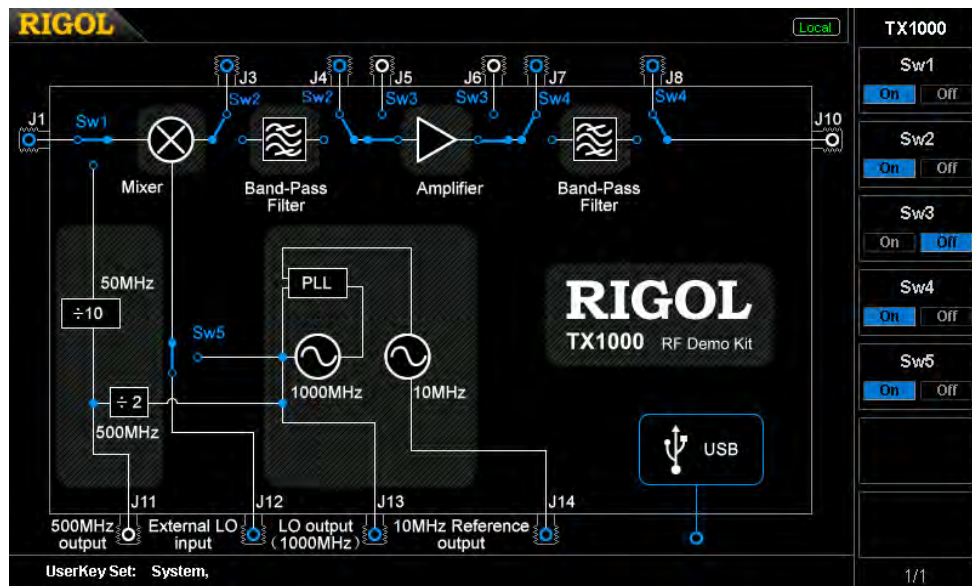 RIGOL
Local
TX1000
J3
J4
J5
J6
J7
J8
Sw1
On Off
Sw2
Sw2
Sw3
Sw3
Sw4
Sw4
J1
Sw1
J10
Sw2
On Off
Mixer
Band-Pass
Filter
Amplifier
Band-Pass
Filter
Sw3
On Off
50MHz
÷10
PLL
RIGOL
TX1000 RF Demo Kit
Sw4
On Off
Sw5
1000MHz
10MHz
Sw5
On Off
÷ 2
500MHz
USB
J11
J12
J13
J14
500MHz
output
External LO
input
LO output
(1000MHz)
10MHz Reference
output
UserKey Set: System,
1/1